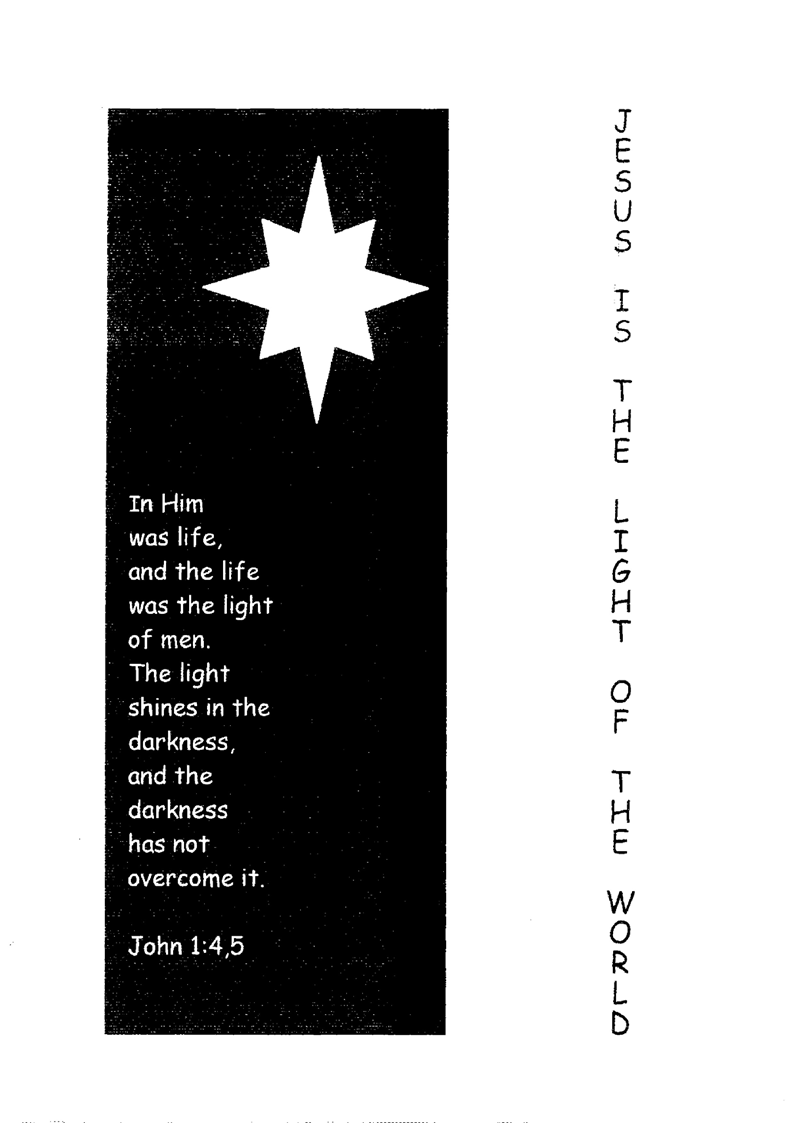 In Him
was life,
and the life
was the light
of men.
The light
shines in the
darkness,
and the
darkness
has not
overcome it.
John 1:4,5
JESUS IS THE LIGHT OF THE WORLD